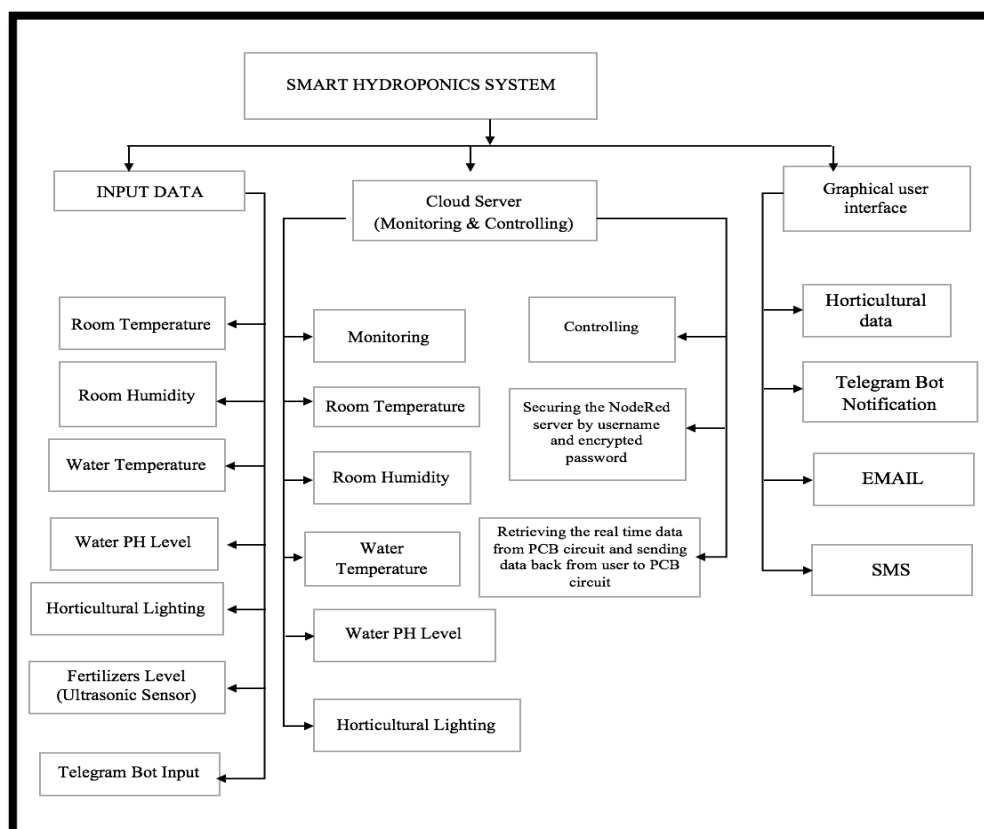 SMART HYDROPONICS SYSTEM
INPUT DATA
Room Temperature
Room Humidity
Water Temperature
Water PH Level
Horticultural Lighting
Fertilizers Level
(Ultrasonic Sensor)
Telegram Bot Input
Cloud Server
(Monitoring & Controlling)
Monitoring
Room Temperature
Room Humidity
Water
Temperature
Water PH Level
Horticultural Lighting
Controlling
Securing the NodeRed
server by username
and encrypted
password
Retrieving the real time data
from PCB circuit and sending
data back from user to PCB
circuit
Graphical user
interface
Horticultural
data
Telegram Bot
Notification
EMAIL
SMS